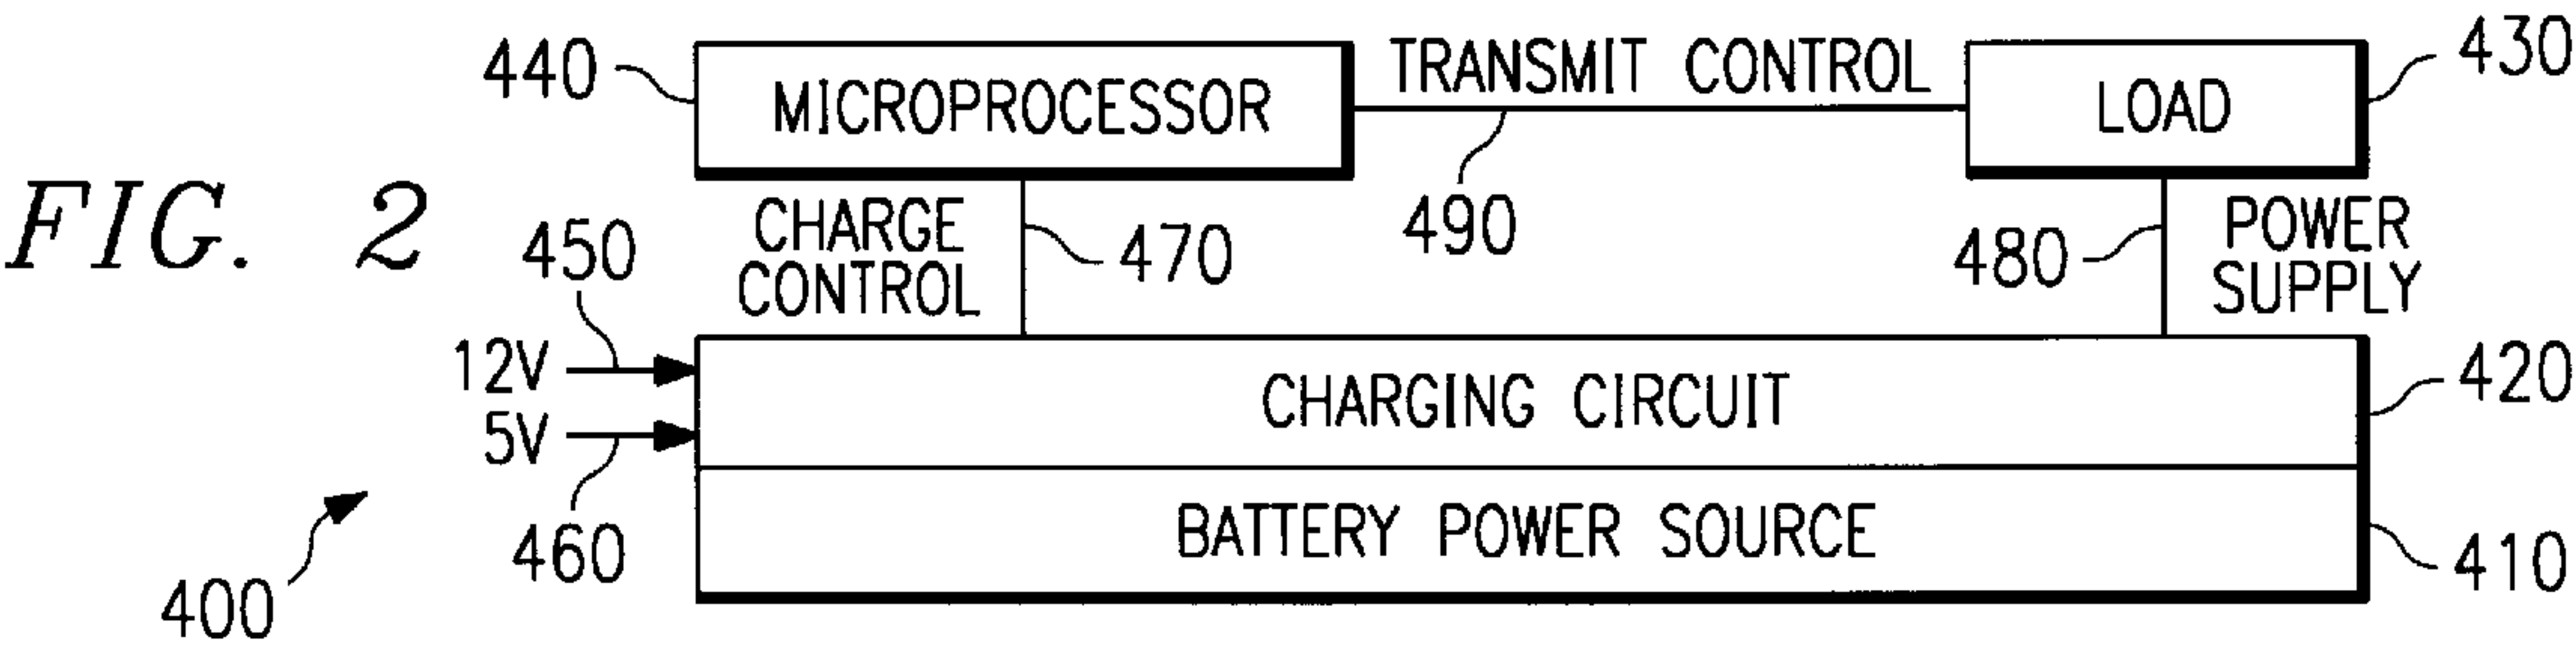 440
MICROPROCESSOR
TRANSMIT CONTROL
LOAD
430
FIG. 2
CHARGE
CONTROL
470
490
480
POWER
SUPPLY
450
12V
5V
460
CHARGING CIRCUIT
420
BATTERY POWER SOURCE
410
400